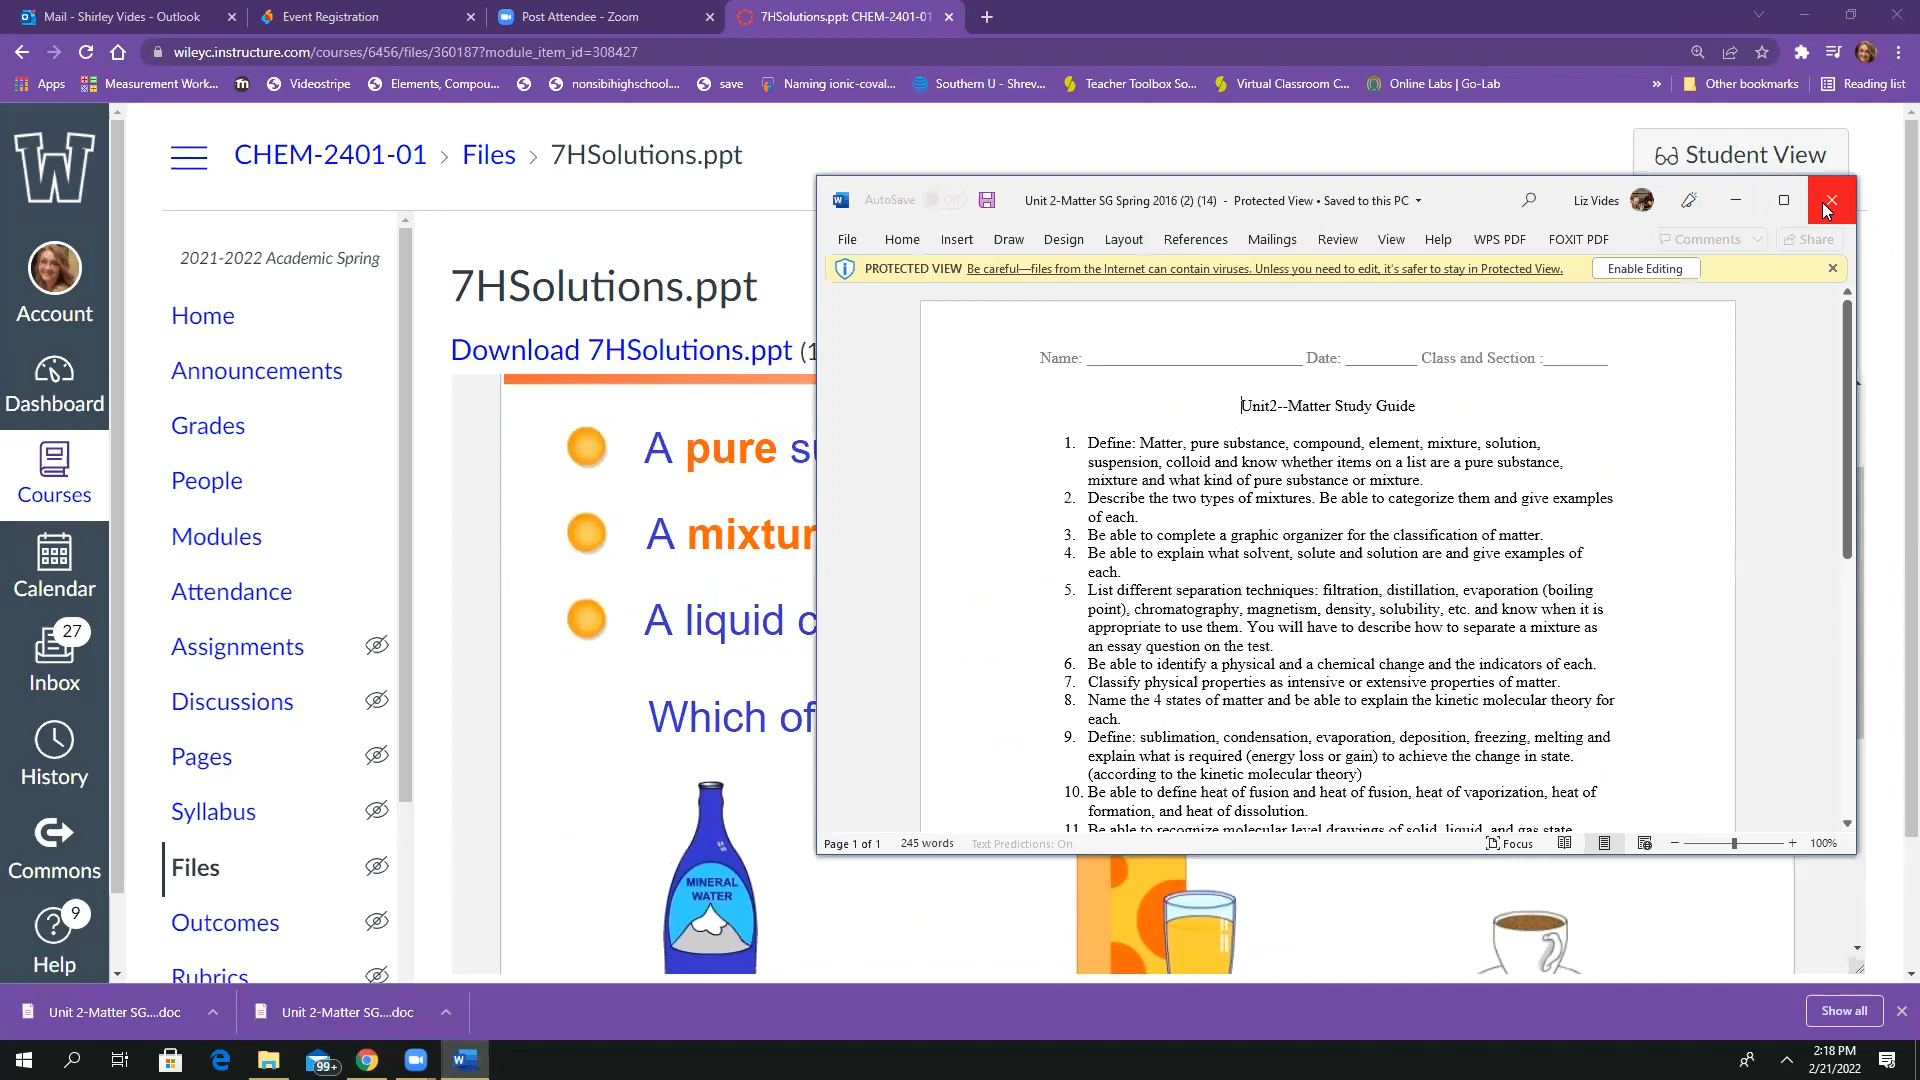 Mail - Shirley Vides - Outlook
Event Registration
Post Attendee - Zoom
7HSolutions.ppt: CHEM-2401-01
wileyc.instructure.com/courses/6456/files/360187?module_item_id=308427
Apps
Measurement Work...
Videostripe
Elements, Compou...
nonsibihighschool....
save
Naming ionic-coval...
Southern U - Shrev...
Teacher Toolbox So...
Virtual Classroom C...
Online Labs | Go-Lab
Other bookmarks
Reading list
CHEM-2401-01 > Files > 7HSolutions.ppt
Student View
Account
Dashboard
Courses
Calendar
27
Inbox
History
Commons
9
Help
2021-2022 Academic Spring
Home
Announcements
Grades
People
Modules
Attendance
Assignments
Discussions
Pages
Syllabus
Files
Outcomes
Rubrics
7HSolutions.ppt
Download 7HSolutions.ppt (1
A pure su
A mixtur
A liquid c
Which of
MINERAL
WATER
AutoSave Off
Unit 2-Matter SG Spring 2016 (2) (14) - Protected View • Saved to this PC
Liz Vides
File Home Insert Draw Design Layout References Mailings Review View Help WPS PDF FOXIT PDF
Comments
Share
PROTECTED VIEW Be careful—files from the Internet can contain viruses. Unless you need to edit, it's safer to stay in Protected View.
Enable Editing
Name: ___________________________ Date: _________ Class and Section :________
Unit2--Matter Study Guide
1. Define: Matter, pure substance, compound, element, mixture, solution,
suspension, colloid and know whether items on a list are a pure substance,
mixture and what kind of pure substance or mixture.
2. Describe the two types of mixtures. Be able to categorize them and give examples
of each.
3. Be able to complete a graphic organizer for the classification of matter.
4. Be able to explain what solvent, solute and solution are and give examples of
each.
5. List different separation techniques: filtration, distillation, evaporation (boiling
point), chromatography, magnetism, density, solubility, etc. and know when it is
appropriate to use them. You will have to describe how to separate a mixture as
an essay question on the test.
6. Be able to identify a physical and a chemical change and the indicators of each.
7. Classify physical properties as intensive or extensive properties of matter.
8. Name the 4 states of matter and be able to explain the kinetic molecular theory for
each.
9. Define: sublimation, condensation, evaporation, deposition, freezing, melting and
explain what is required (energy loss or gain) to achieve the change in state.
(according to the kinetic molecular theory)
10. Be able to define heat of fusion and heat of fusion, heat of vaporization, heat of
formation, and heat of dissolution.
11. Be able to recognize molecular level drawings of solid, liquid, and gas state
Page 1 of 1
245 words
Text Predictions: On
Focus
100%
Unit 2-Matter SG....doc
Unit 2-Matter SG....doc
Show all
99+
2:18 PM
2/21/2022